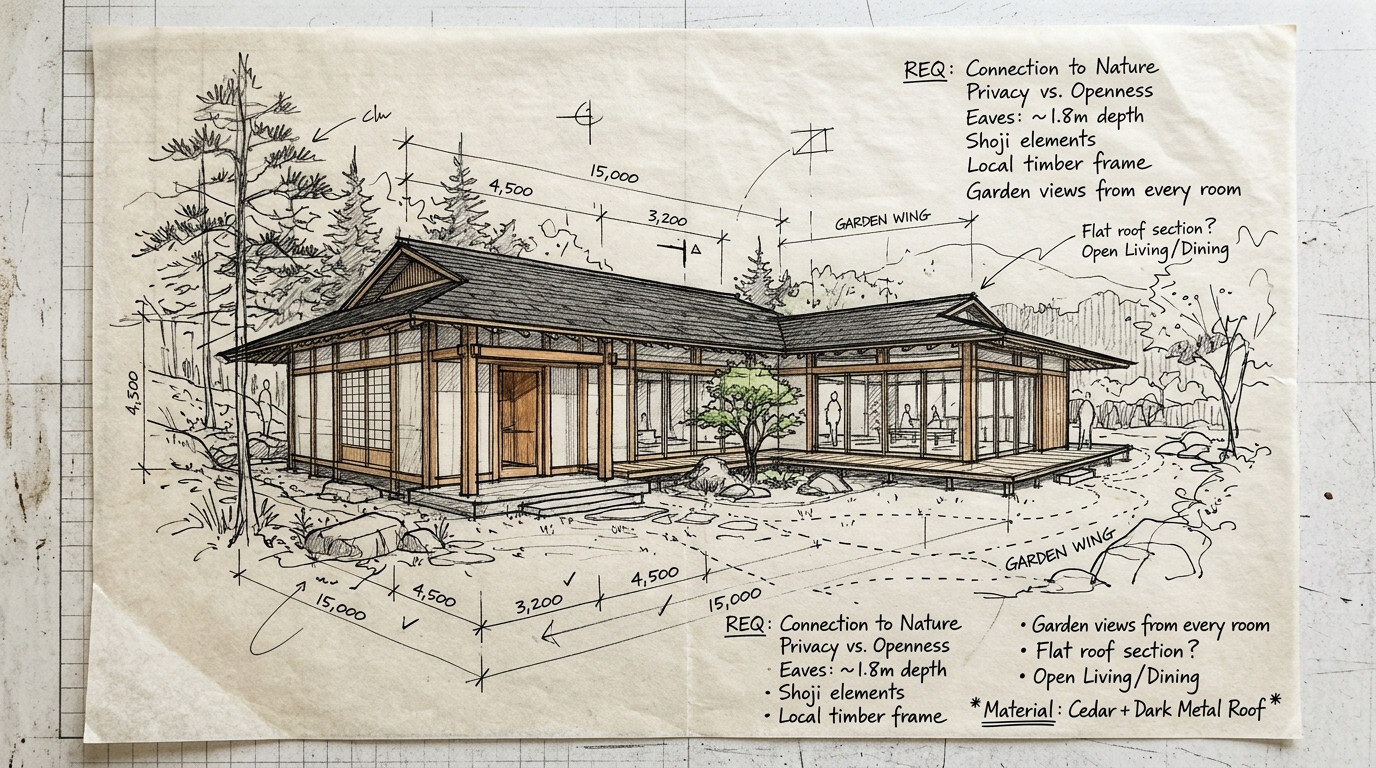 REQ: Connection to Nature
Privacy vs. Openness
Eaves: ~1.8m depth
Shoji elements
Local timber frame
Garden views from every room
15,000
4,500
3,200
GARDEN WING
Flat roof section?
Open Living/Dining
4,500
GARDEN WING
15,000
4,500
3,200
4,500
15,000
REQ: Connection to Nature
Privacy vs. Openness
Eaves: ~1.8m depth
• Shoji elements
• Local timber frame
• Garden views from every room
• Flat roof section?
• Open Living/Dining
*Material: Cedar + Dark Metal Roof*